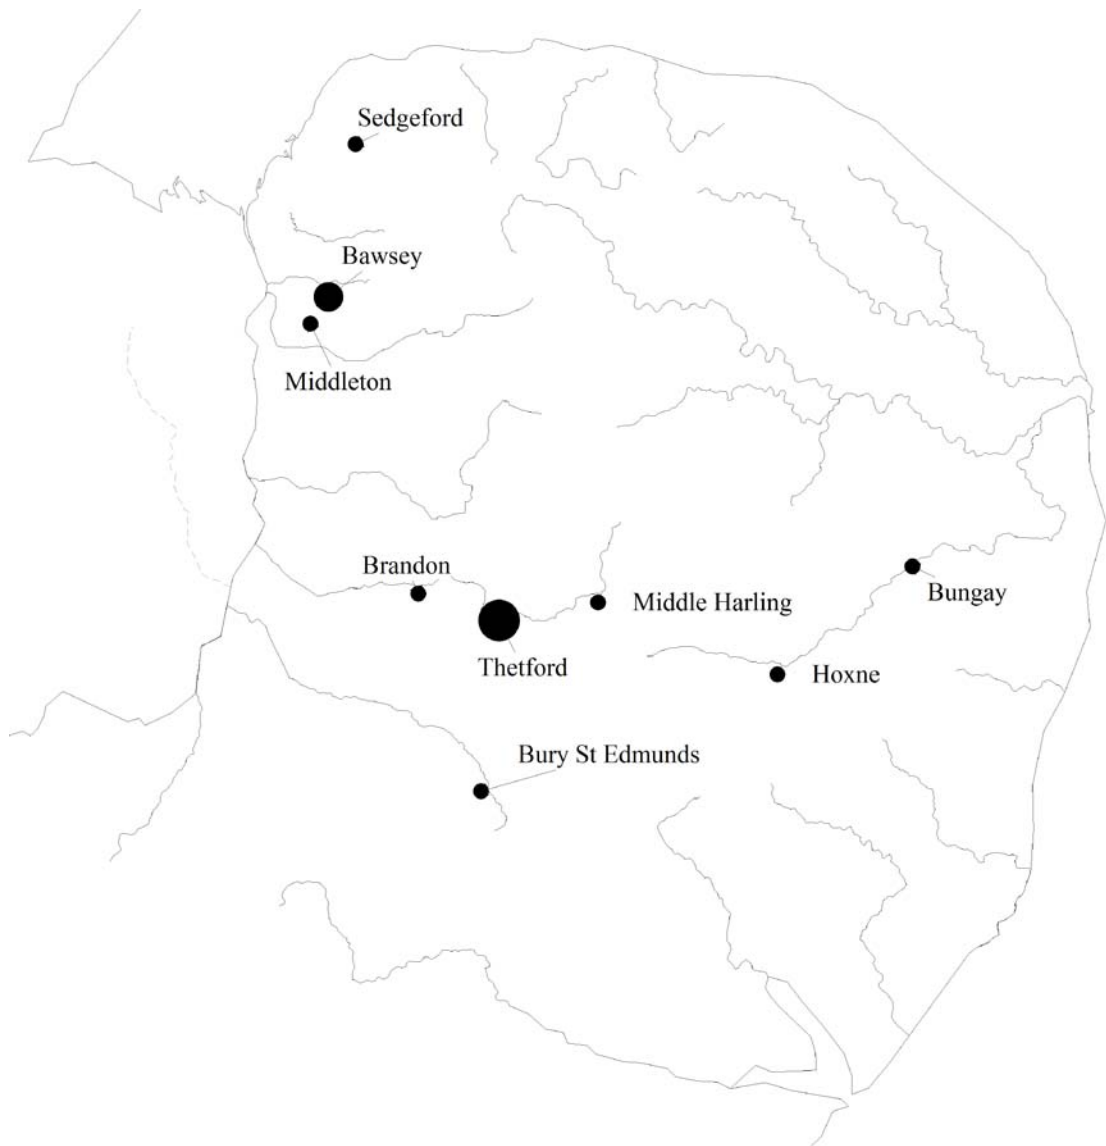 Sedgeford
Bawsey
Middleton
Brandon
Middle Harling
Bungay
Thetford
Hoxne
Bury St Edmunds